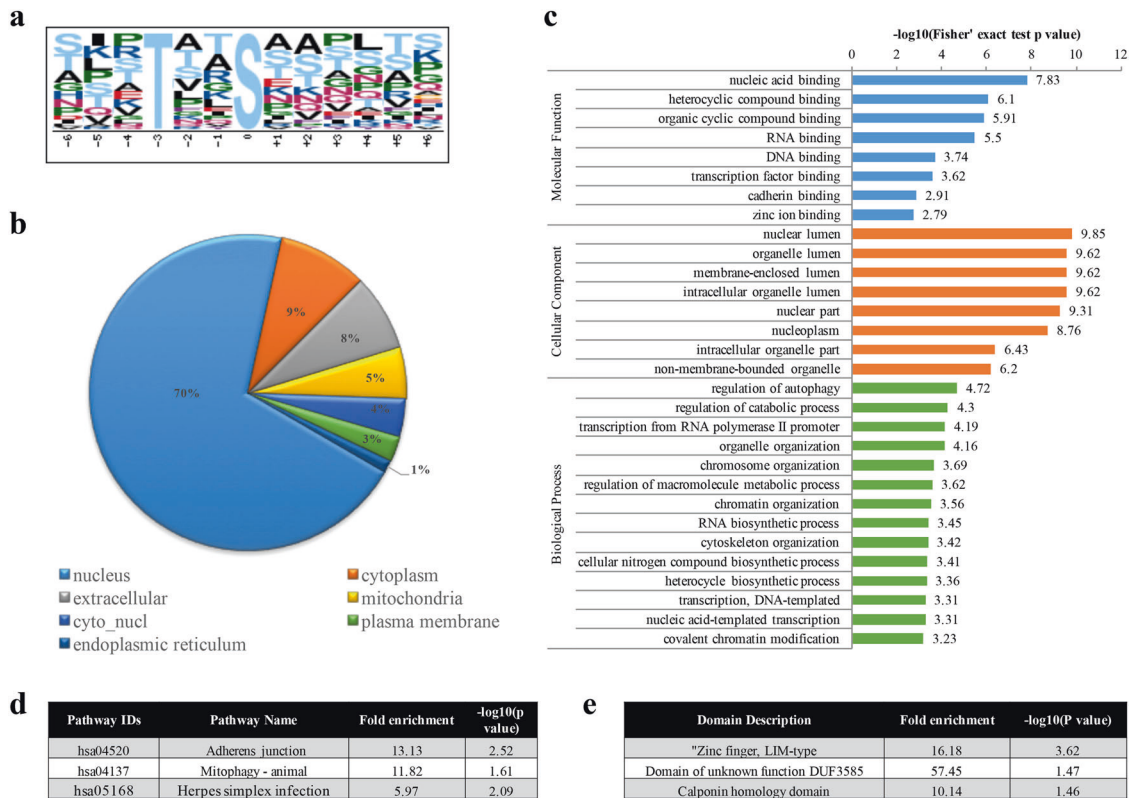 a
T S
-6 -5 -4 -3 -2 -1 0 +1 +2 +3 +4 +5 +6
b
70%
9%
8%
5%
4%
3%
1%
nucleus
cytoplasm
extracellular
mitochondria
cyto_nucl
plasma membrane
endoplasmic reticulum
c
-log10(Fisher' exact test p value)
0 2 4 6 8 10 12
Molecular Function
nucleic acid binding 7.83
heterocyclic compound binding 6.1
organic cyclic compound binding 5.91
RNA binding 5.5
DNA binding 3.74
transcription factor binding 3.62
cadherin binding 2.91
zinc ion binding 2.79
Cellular Component
nuclear lumen 9.85
organelle lumen 9.62
membrane-enclosed lumen 9.62
intracellular organelle lumen 9.62
nuclear part 9.31
nucleoplasm 8.76
intracellular organelle part 6.43
non-membrane-bounded organelle 6.2
Biological Process
regulation of autophagy 4.72
regulation of catabolic process 4.3
transcription from RNA polymerase II promoter 4.19
organelle organization 4.16
chromosome organization 3.69
regulation of macromolecule metabolic process 3.62
chromatin organization 3.56
RNA biosynthetic process 3.45
cytoskeleton organization 3.42
cellular nitrogen compound biosynthetic process 3.41
heterocycle biosynthetic process 3.36
transcription, DNA-templated 3.31
nucleic acid-templated transcription 3.31
covalent chromatin modification 3.23
d
Pathway IDs Pathway Name Fold enrichment -log10(p value)
hsa04520 Adherens junction 13.13 2.52
hsa04137 Mitophagy - animal 11.82 1.61
hsa05168 Herpes simplex infection 5.97 2.09
e
Domain Description Fold enrichment -log10(P value)
"Zinc finger, LIM-type 16.18 3.62
Domain of unknown function DUF3585 57.45 1.47
Calponin homology domain 10.14 1.46